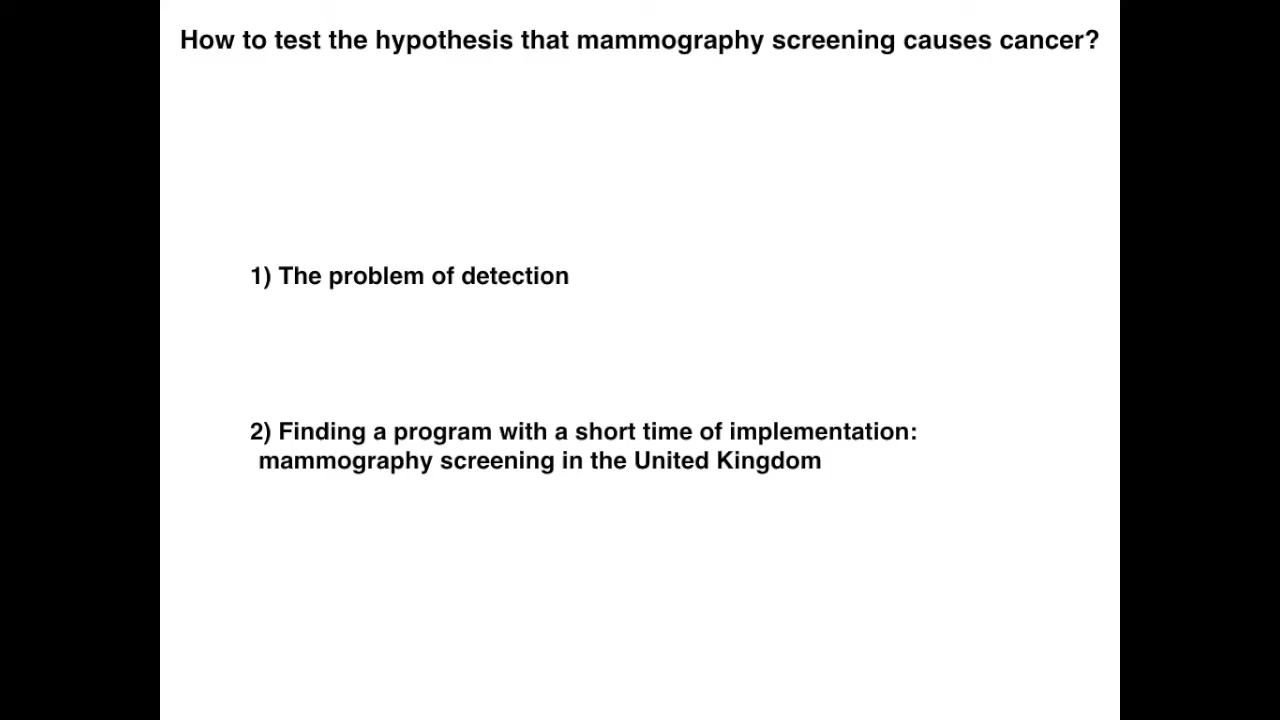 How to test the hypothesis that mammography screening causes cancer?
1) The problem of detection
2) Finding a program with a short time of implementation:
mammography screening in the United Kingdom